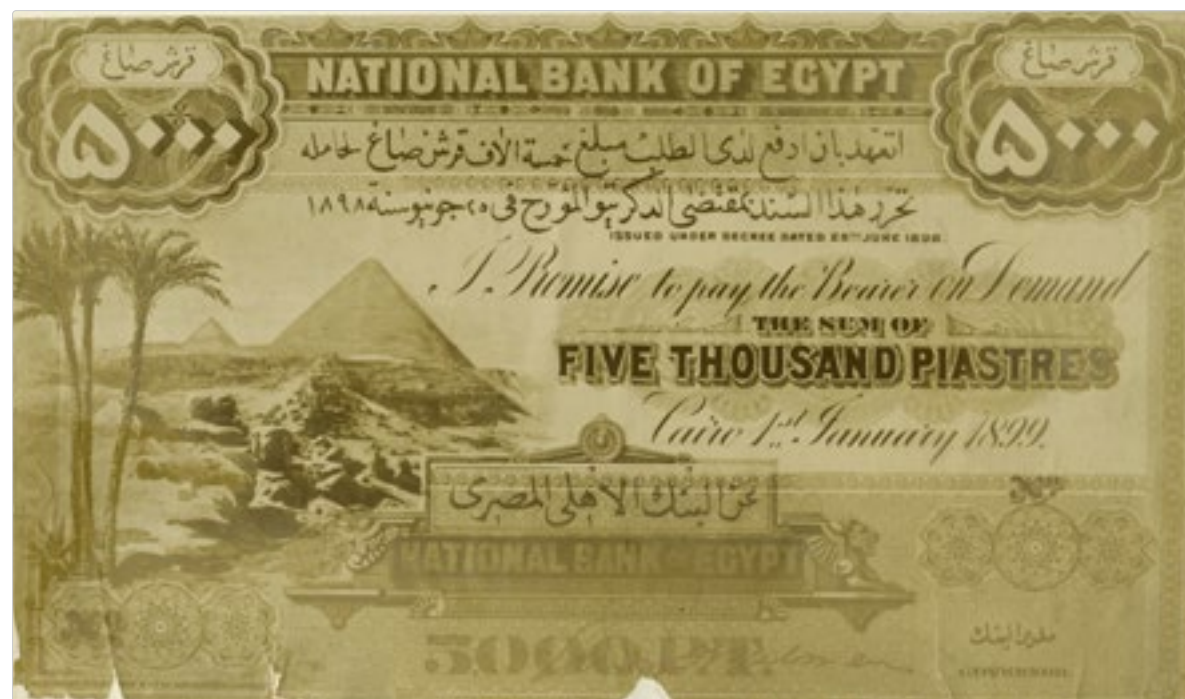 قرش صاغ
٥٠٠٠
NATIONAL BANK OF EGYPT
قرش صاغ
٥٠٠٠
اتعهد بان ادفع لدى الطلب مبلغ خمسة الاف قرش صاغ لحامله
تحرر هذا السند بمقتضى الدكريتو المؤرخ فى ٢٥ جونيو سنة ١٨٩٨
ISSUED UNDER DECREE DATED 25TH JUNE 1898.
I Promise to pay the Bearer on Demand
THE SUM OF
FIVE THOUSAND PIASTRES
Cairo 1st January 1899.
عن البنك الاهلى المصرى
NATIONAL BANK OF EGYPT
5000 PT.
مدير البنك